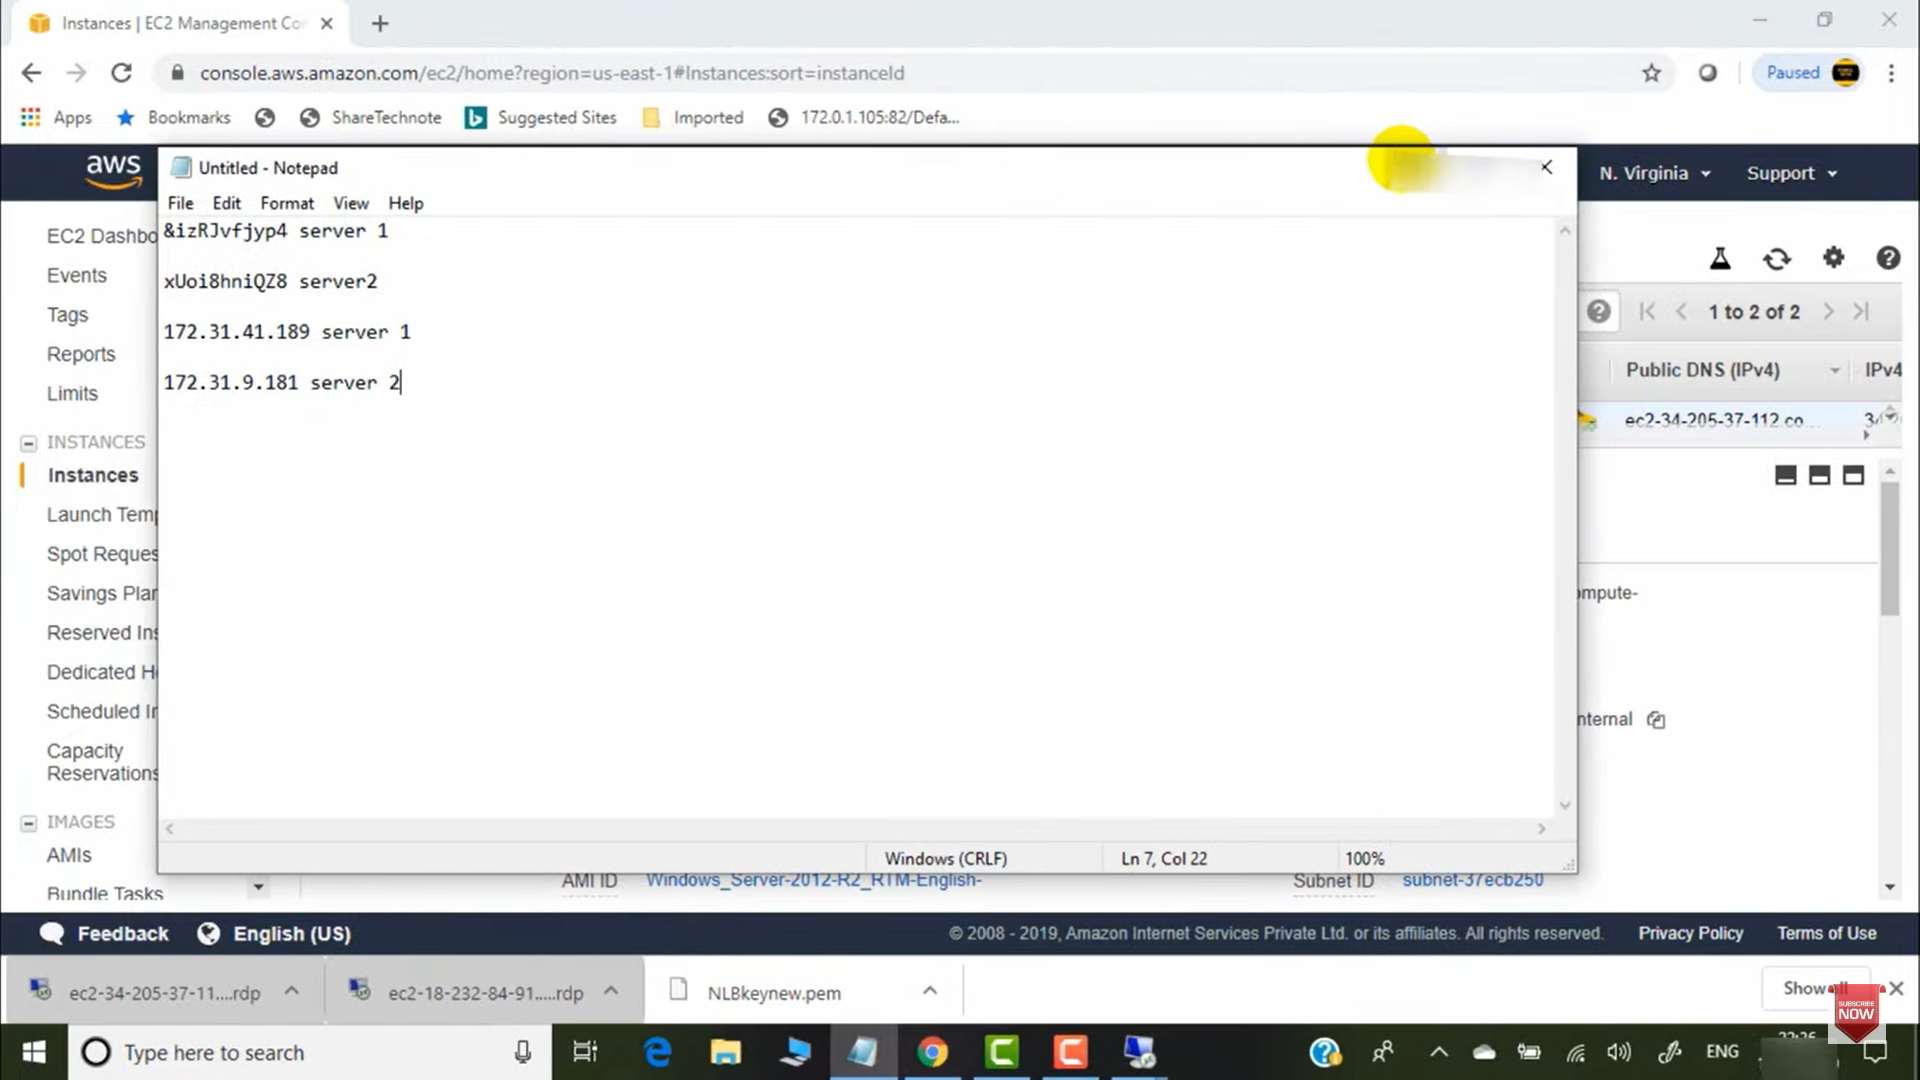 Instances | EC2 Management Co
console.aws.amazon.com/ec2/home?region=us-east-1#Instances:sort=instanceId
Paused
Apps
Bookmarks
ShareTechnote
Suggested Sites
Imported
172.0.1.105:82/Defa...
aws
Untitled - Notepad
N. Virginia
Support
File Edit Format View Help
&izRJvfjyp4 server 1
xUoi8hniQZ8 server2
172.31.41.189 server 1
172.31.9.181 server 2
EC2 Dashbo
Events
Tags
Reports
Limits
INSTANCES
Instances
Launch Temp
Spot Reques
Savings Plar
Reserved Ins
Dedicated H
Scheduled Ir
Capacity
Reservations
IMAGES
AMIs
Bundle Tasks
1 to 2 of 2
Public DNS (IPv4)
IPv4
ec2-34-205-37-112.co...
ompute-
nternal
Windows (CRLF)
Ln 7, Col 22
100%
AMI ID
Windows_Server-2012-R2_RTM-English-
Subnet ID
subnet-37ecb250
Feedback
English (US)
© 2008 - 2019, Amazon Internet Services Private Ltd. or its affiliates. All rights reserved.
Privacy Policy
Terms of Use
ec2-34-205-37-11....rdp
ec2-18-232-84-91.....rdp
NLBkeynew.pem
Show all
SUBSCRIBE
NOW
Type here to search
ENG